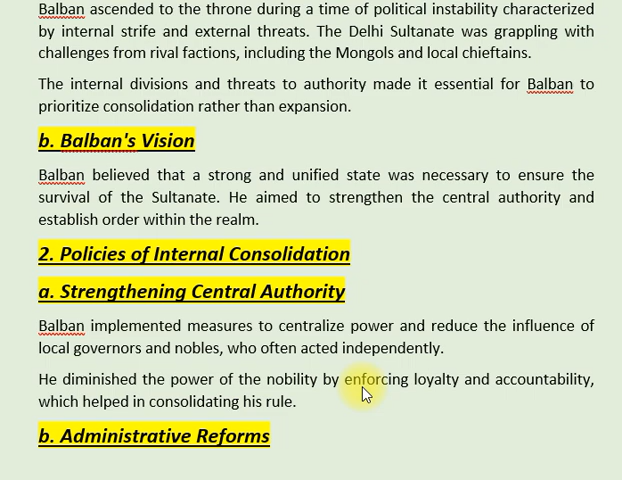 Balban ascended to the throne during a time of political instability characterized
by internal strife and external threats. The Delhi Sultanate was grappling with
challenges from rival factions, including the Mongols and local chieftains.
The internal divisions and threats to authority made it essential for Balban to
prioritize consolidation rather than expansion.
b. Balban's Vision
Balban believed that a strong and unified state was necessary to ensure the
survival of the Sultanate. He aimed to strengthen the central authority and
establish order within the realm.
2. Policies of Internal Consolidation
a. Strengthening Central Authority
Balban implemented measures to centralize power and reduce the influence of
local governors and nobles, who often acted independently.
He diminished the power of the nobility by enforcing loyalty and accountability,
which helped in consolidating his rule.
b. Administrative Reforms